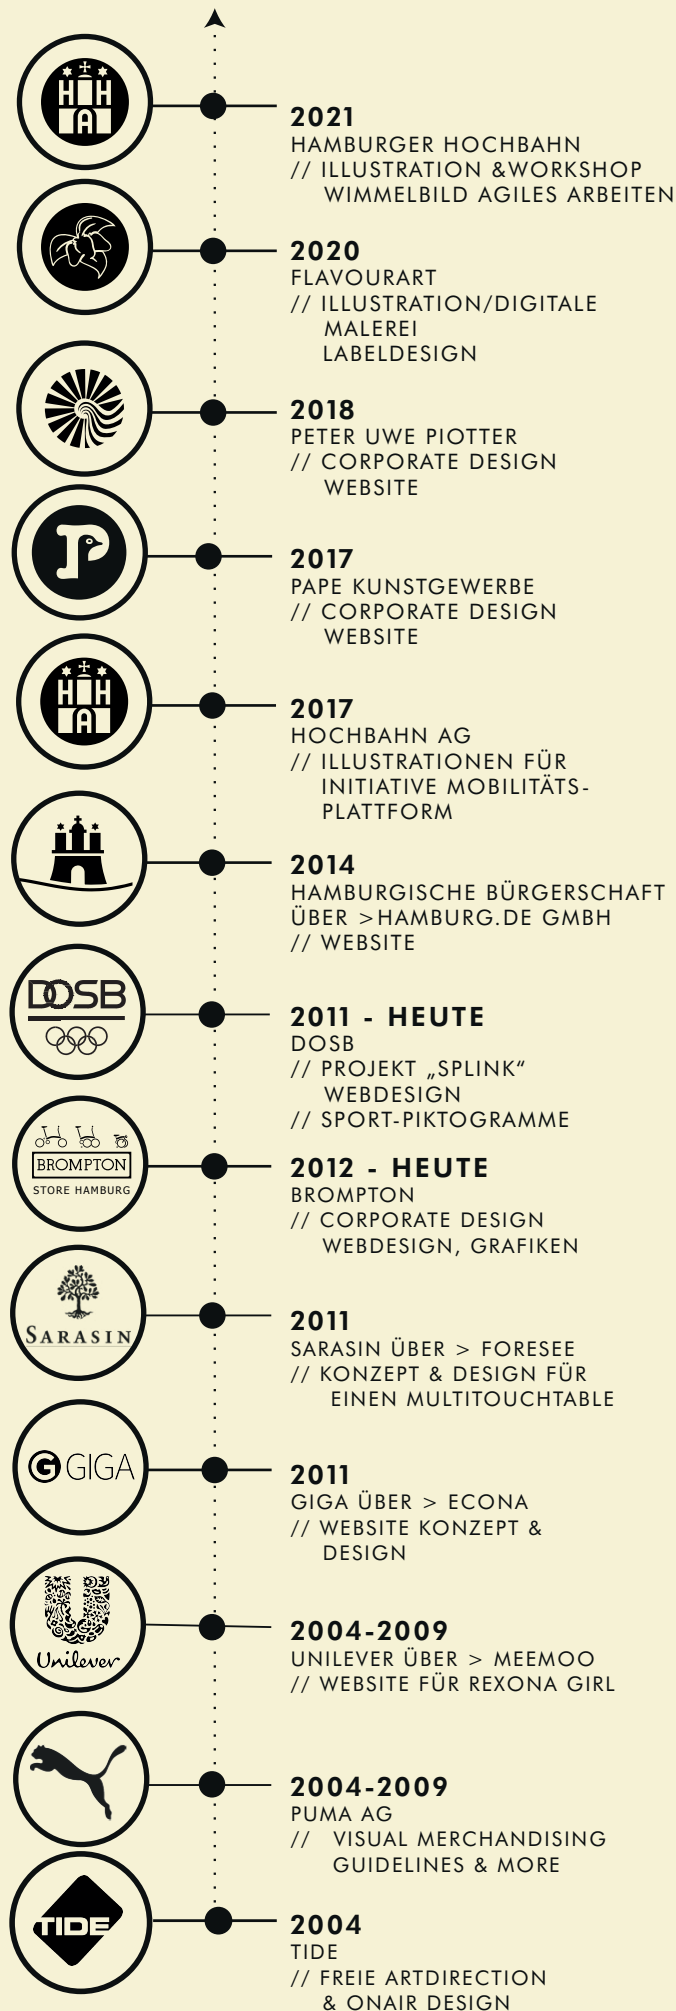 H H
A
2021
HAMBURGER HOCHBAHN
// ILLUSTRATION &WORKSHOP
WIMMELBILD AGILES ARBEITEN
2020
FLAVOURART
// ILLUSTRATION/DIGITALE
MALEREI
LABELDESIGN
2018
PETER UWE PIOTTER
// CORPORATE DESIGN
WEBSITE
P
2017
PAPE KUNSTGEWERBE
// CORPORATE DESIGN
WEBSITE
H H
A
2017
HOCHBAHN AG
// ILLUSTRATIONEN FÜR
INITIATIVE MOBILITÄTS-
PLATTFORM
2014
HAMBURGISCHE BÜRGERSCHAFT
ÜBER >HAMBURG.DE GMBH
// WEBSITE
DOSB
2011 - HEUTE
DOSB
// PROJEKT „SPLINK“
WEBDESIGN
// SPORT-PIKTOGRAMME
BROMPTON
STORE HAMBURG
2012 - HEUTE
BROMPTON
// CORPORATE DESIGN
WEBDESIGN, GRAFIKEN
SARASIN
2011
SARASIN ÜBER > FORESEE
// KONZEPT & DESIGN FÜR
EINEN MULTITOUCHTABLE
G GIGA
2011
GIGA ÜBER > ECONA
// WEBSITE KONZEPT &
DESIGN
U
Unilever
2004-2009
UNILEVER ÜBER > MEEMOO
// WEBSITE FÜR REXONA GIRL
2004-2009
PUMA AG
// VISUAL MERCHANDISING
GUIDELINES & MORE
TIDE
2004
TIDE
// FREIE ARTDIRECTION
& ONAIR DESIGN